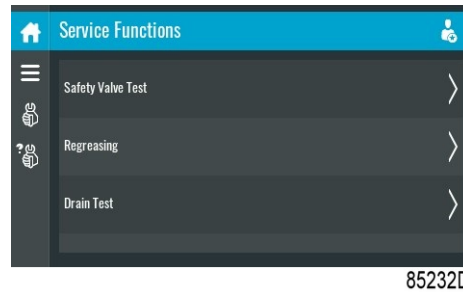 Service Functions
Safety Valve Test
?
Regreasing
Drain Test
85232D